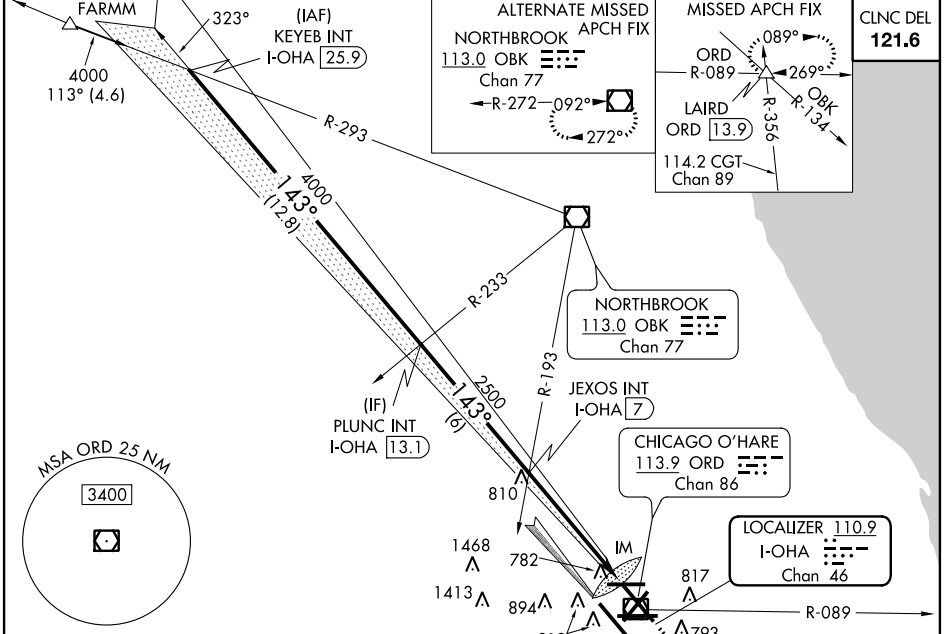 FARMM
323°
(IAF)
KEYEB INT
I-OHA 25.9
4000
113° (4.6)
R-293
4000
143°
(12.8)
ALTERNATE MISSED
APCH FIX
NORTHBROOK
113.0 OBK
Chan 77
R-272
092°
272°
MISSED APCH FIX
089°
ORD
R-089
269°
OBK
R-134
LAIRD
ORD 13.9
R-356
114.2 CGT
Chan 89
CLNC DEL
121.6
R-233
NORTHBROOK
113.0 OBK
Chan 77
R-193
(IF)
PLUNC INT
I-OHA 13.1
2500
143°
(6)
JEXOS INT
I-OHA 7
CHICAGO O'HARE
113.9 ORD
Chan 86
MSA ORD 25 NM
3400
810
LOCALIZER 110.9
I-OHA
Chan 46
1468
782
IM
1413
894
817
R-089
793